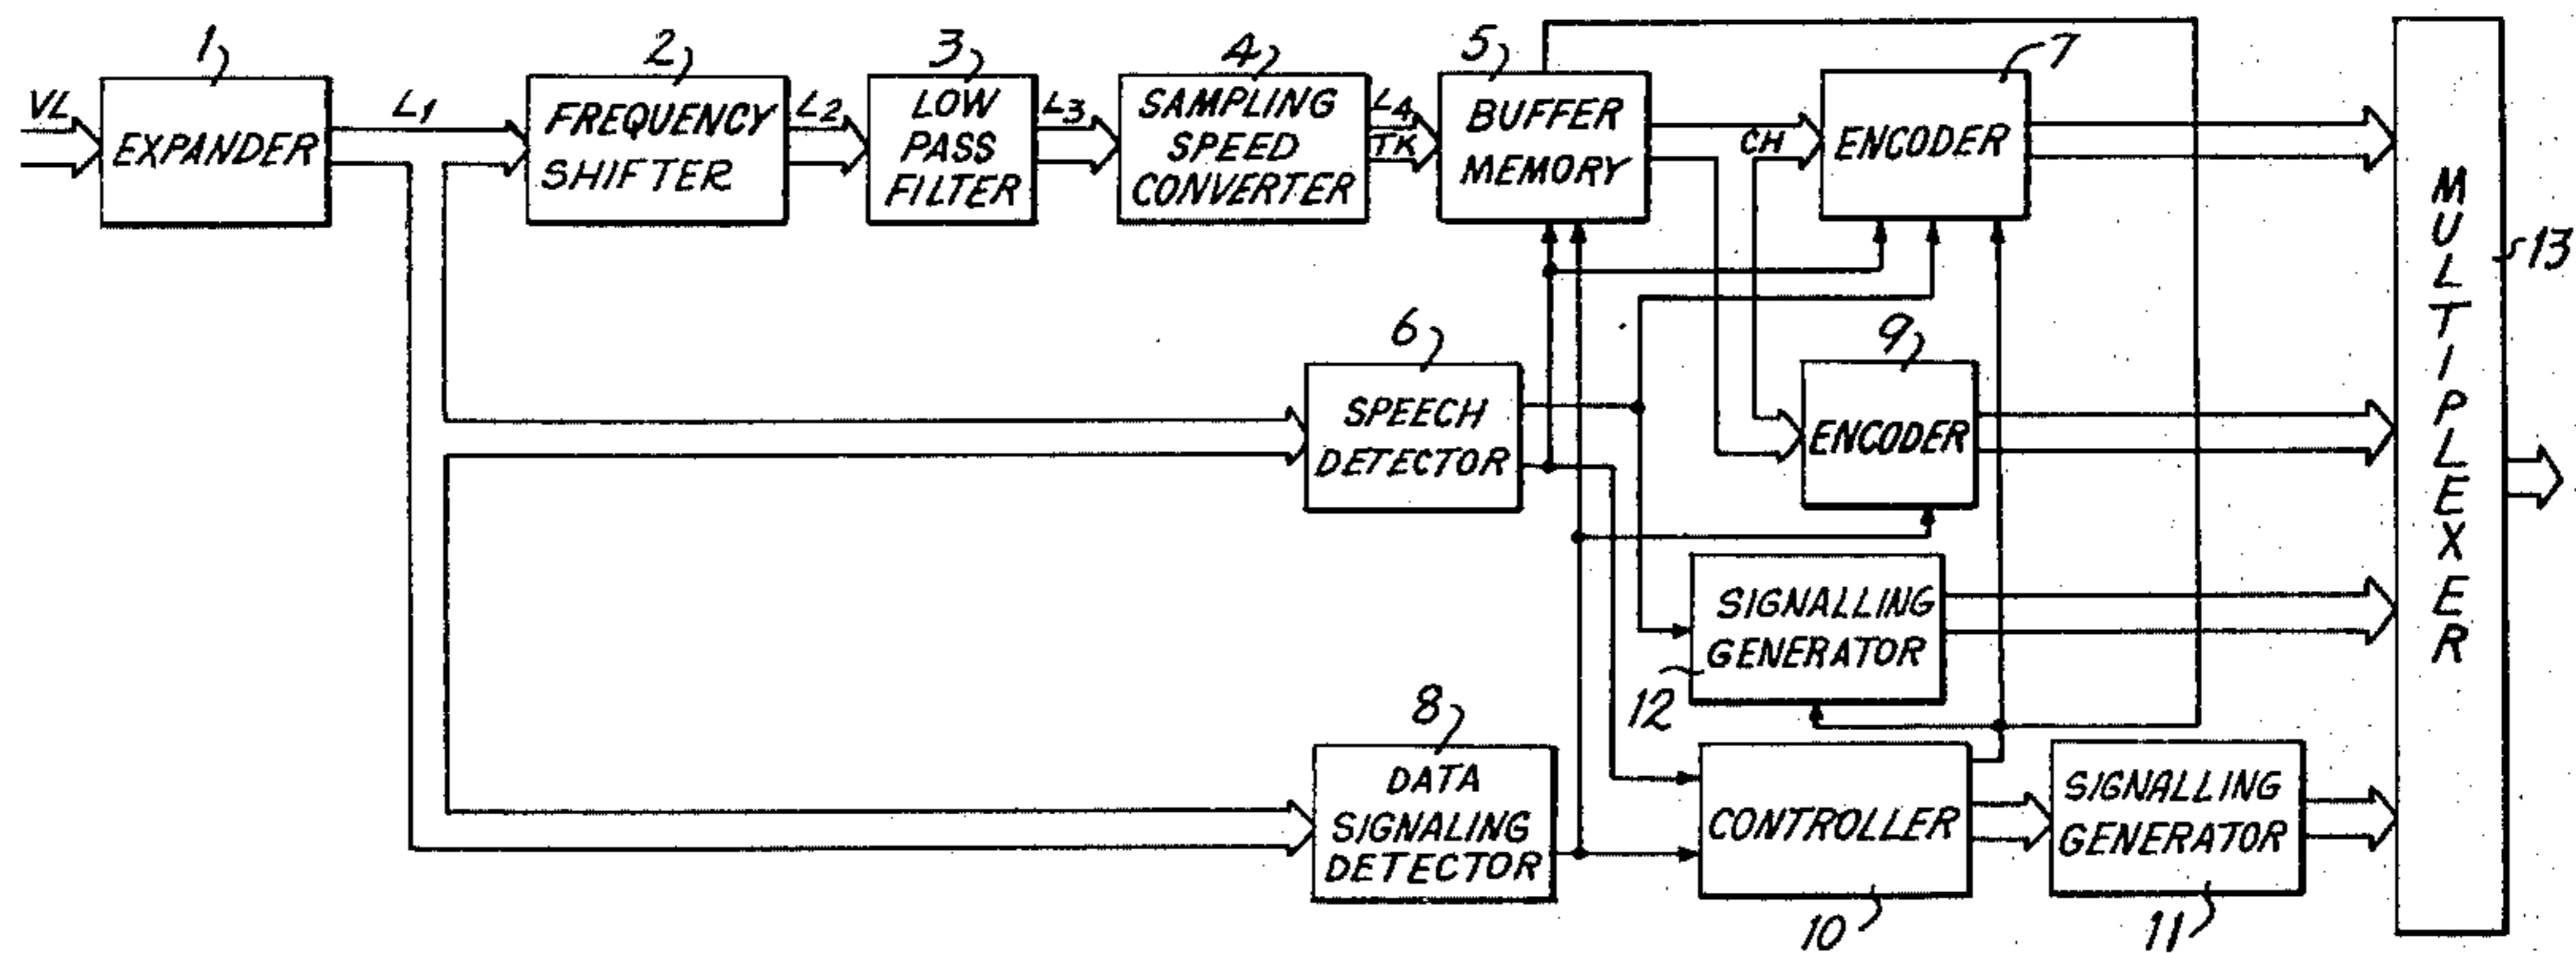 1
2
3
4
5
7
VL
EXPANDER
L1
FREQUENCY
SHIFTER
L2
LOW
PASS
FILTER
L3
SAMPLING
SPEED
CONVERTER
L4
TK
BUFFER
MEMORY
CH
ENCODER
MULTIPLEXER
13
6
SPEECH
DETECTOR
9
ENCODER
SIGNALLING
GENERATOR
12
8
DATA
SIGNALING
DETECTOR
CONTROLLER
10
SIGNALLING
GENERATOR
11